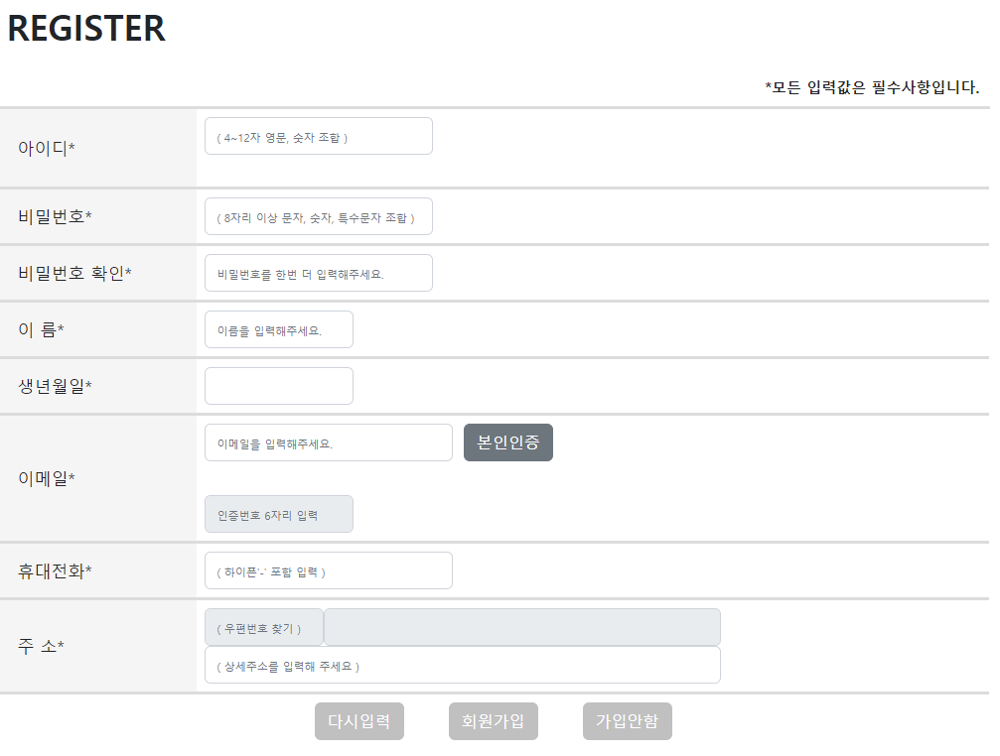 REGISTER
*모든 입력값은 필수사항입니다.
아이디*
( 4~12자 영문, 숫자 조합 )
비밀번호*
( 8자리 이상 문자, 숫자, 특수문자 조합 )
비밀번호 확인*
비밀번호를 한번 더 입력해주세요.
이 름*
이름을 입력해주세요.
생년월일*
이메일*
이메일을 입력해주세요.
본인인증
인증번호 6자리 입력
휴대전화*
( 하이픈'-' 포함 입력 )
주 소*
( 우편번호 찾기 )
( 상세주소를 입력해 주세요 )
다시입력
회원가입
가입안함